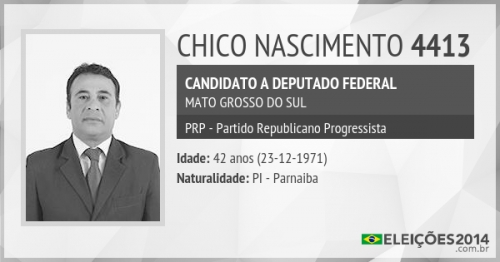 CHICO NASCIMENTO 4413
CANDIDATO A DEPUTADO FEDERAL
MATO GROSSO DO SUL
PRP - Partido Republicano Progressista
Idade: 42 anos (23-12-1971)
Naturalidade: PI - Parnaiba
ELEIÇÕES2014
.com.br